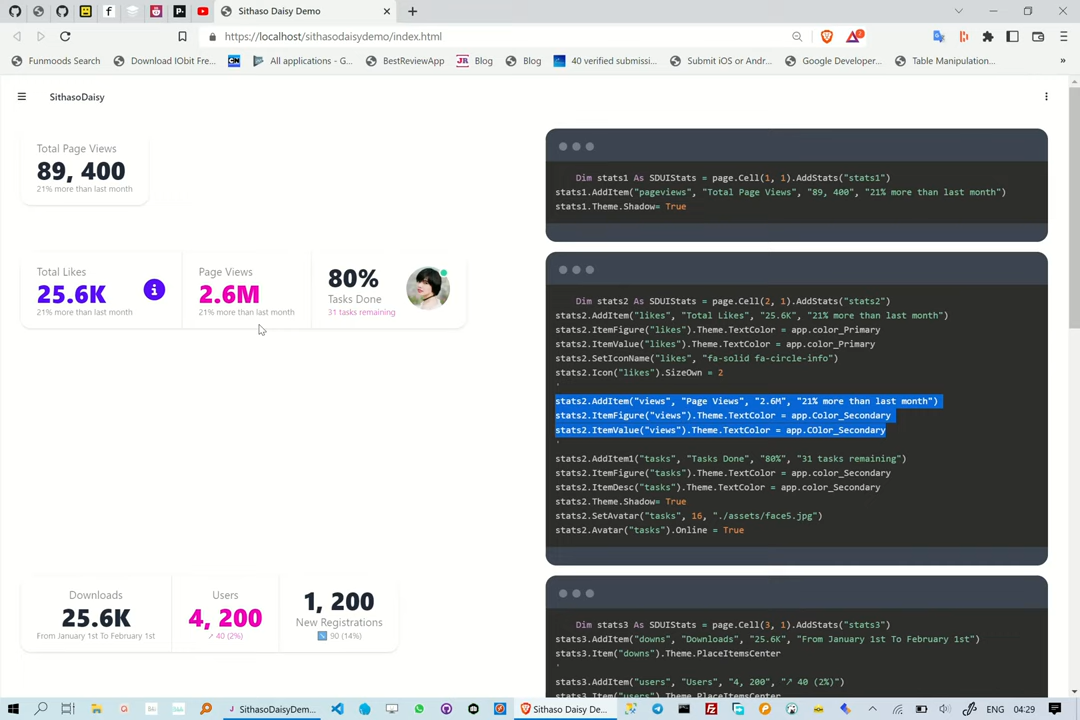 Sithaso Daisy Demo
https://localhost/sithasodaisydemo/index.html
Funmoods Search
Download IObit Fre...
All applications - G...
BestReviewApp
Blog
Blog
40 verified submissi...
Submit iOS or Andr...
Google Developer...
Table Manipulation...
SithasoDaisy
Total Page Views
89, 400
21% more than last month
Dim stats1 As SDUIStats = page.Cell(1, 1).AddStats("stats1")
stats1.AddItem("pageviews", "Total Page Views", "89, 400", "21% more than last month")
stats1.Theme.Shadow= True
Total Likes
25.6K
21% more than last month
Page Views
2.6M
21% more than last month
80%
Tasks Done
31 tasks remaining
Dim stats2 As SDUIStats = page.Cell(2, 1).AddStats("stats2")
stats2.AddItem("likes", "Total Likes", "25.6K", "21% more than last month")
stats2.ItemFigure("likes").Theme.TextColor = app.color_Primary
stats2.ItemValue("likes").Theme.TextColor = app.color_Primary
stats2.SetIconName("likes", "fa-solid fa-circle-info")
stats2.Icon("likes").SizeOwn = 2
'
stats2.AddItem("views", "Page Views", "2.6M", "21% more than last month")
stats2.ItemFigure("views").Theme.TextColor = app.Color_Secondary
stats2.ItemValue("views").Theme.TextColor = app.COlor_Secondary
'
stats2.AddItem1("tasks", "Tasks Done", "80%", "31 tasks remaining")
stats2.ItemFigure("tasks").Theme.TextColor = app.color_Secondary
stats2.ItemDesc("tasks").Theme.TextColor = app.color_Secondary
stats2.Theme.Shadow= True
stats2.SetAvatar("tasks", 16, "./assets/face5.jpg")
stats2.Avatar("tasks").Online = True
Downloads
25.6K
From January 1st To February 1st
Users
4, 200
↗ 40 (2%)
1, 200
New Registrations
↘ 90 (14%)
Dim stats3 As SDUIStats = page.Cell(3, 1).AddStats("stats3")
stats3.AddItem("downs", "Downloads", "25.6K", "From January 1st To February 1st")
stats3.Item("downs").Theme.PlaceItemsCenter
'
stats3.AddItem("users", "Users", "4, 200", "↗ 40 (2%)")
stats3.Item("users").Theme.PlaceItemsCenter
SithasoDaisyDem...
Sithaso Daisy De...
ENG
04:29